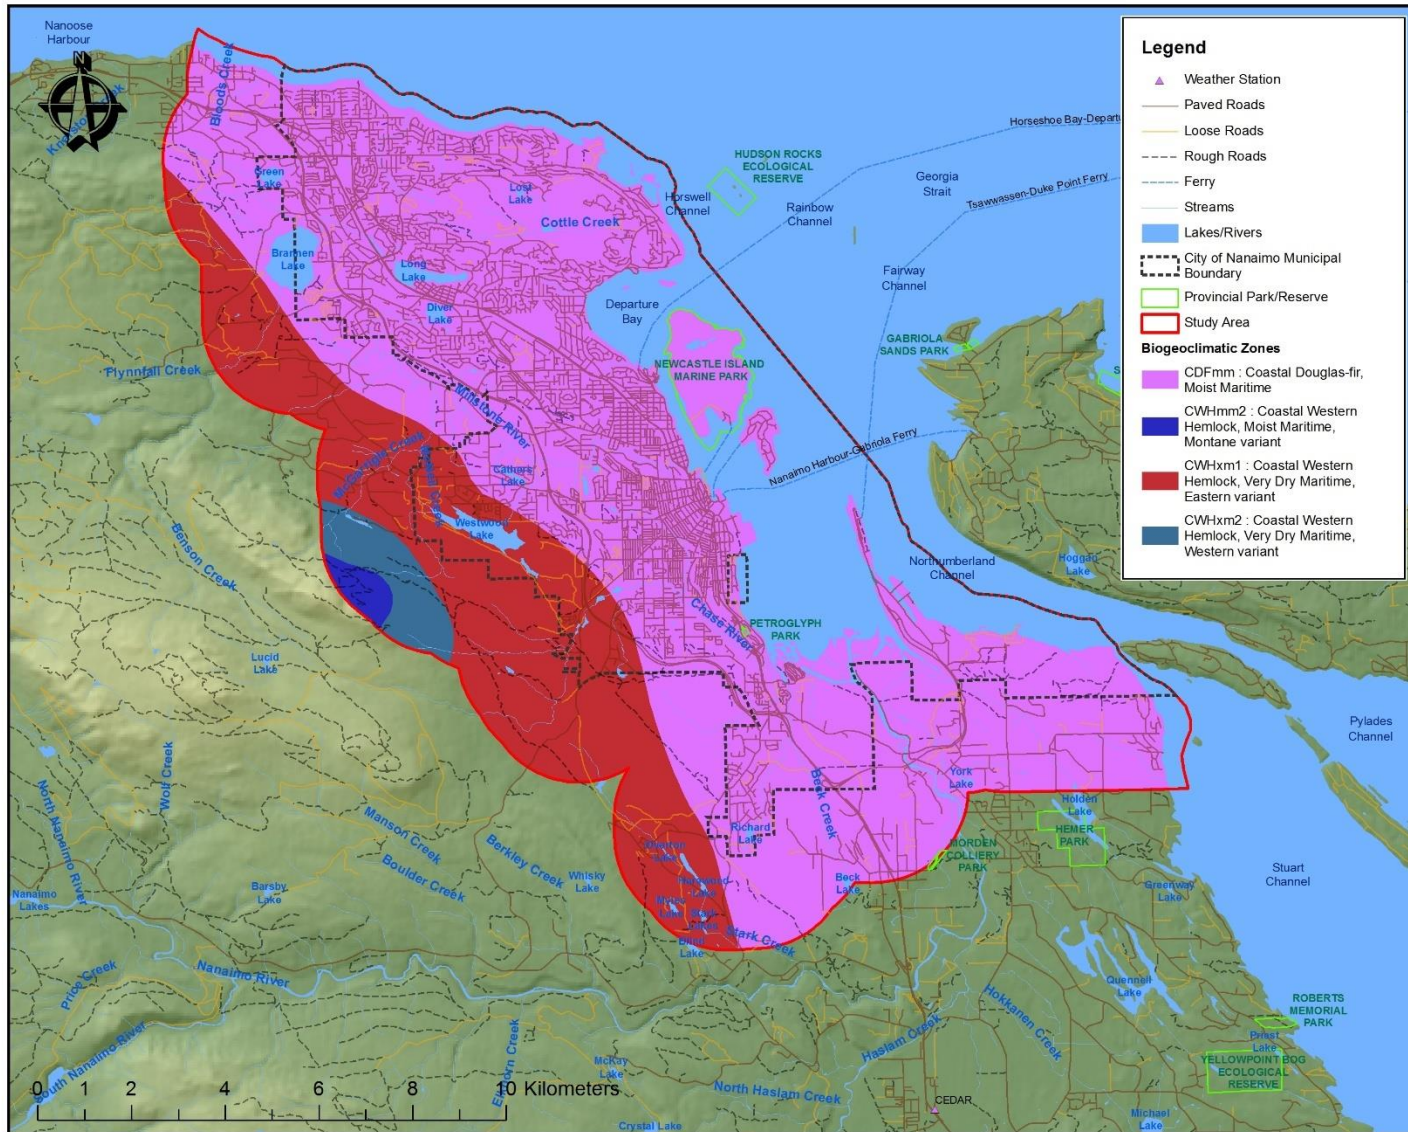 Nanoose
Harbour
N
Bloods Creek
Legend
Weather Station
Paved Roads
Loose Roads
Rough Roads
Ferry
Streams
Lakes/Rivers
City of Nanaimo Municipal
Boundary
Provincial Park/Reserve
Study Area
Biogeoclimatic Zones
CDFmm : Coastal Douglas-fir,
Moist Maritime
CWHmm2 : Coastal Western
Hemlock, Moist Maritime,
Montane variant
CWHxm1 : Coastal Western
Hemlock, Very Dry Maritime,
Eastern variant
CWHxm2 : Coastal Western
Hemlock, Very Dry Maritime,
Western variant
Horseshoe Bay-Departu
HUDSON ROCKS
ECOLOGICAL
RESERVE
Georgia
Strait
Tsawwassen-Duke Point Ferry
Green
Lake
Lost
Lake
Horswell
Channel
Rainbow
Channel
Cottle Creek
Brannen
Lake
Long
Lake
Fairway
Channel
Diver
Lake
Departure
Bay
GABRIOLA
SANDS PARK
S
NEWCASTLE ISLAND
MARINE PARK
Flynnfall Creek
Millstone River
Nanaimo Harbour-Gabriola Ferry
McGarrigle Creek
Cathers
Lake
Westwood
Lake
Benson Creek
Northumberland
Channel
Hoggan
Lake
Chase River
PETROGLYPH
PARK
Lucid
Lake
Pylades
Channel
Wolf Creek
North Nanaimo River
York
Lake
Beck Creek
Holden
Lake
Manson Creek
Richard
Lake
HEMER
PARK
Boulder Creek
Berkley Creek
MORDEN
COLLIERY
PARK
Whisky
Lake
Beck
Lake
Stuart
Channel
Greenway
Lake
Barsby
Lake
Nanaimo
Lakes
Lake
Lake
Stark Creek
Lake
Nanaimo River
Price Creek
Quennell
Lake
Hokkanen Creek
ROBERTS
MEMORIAL
PARK
Haslam Creek
Priest
Lake
South Nanaimo River
McKay
Lake
YELLOWPOINT BOG
ECOLOGICAL
RESERVE
Elkhorn Creek
North Haslam Creek
CEDAR
0 1 2 4 6 8 10 Kilometers
Crystal Lake
Michael
Lake